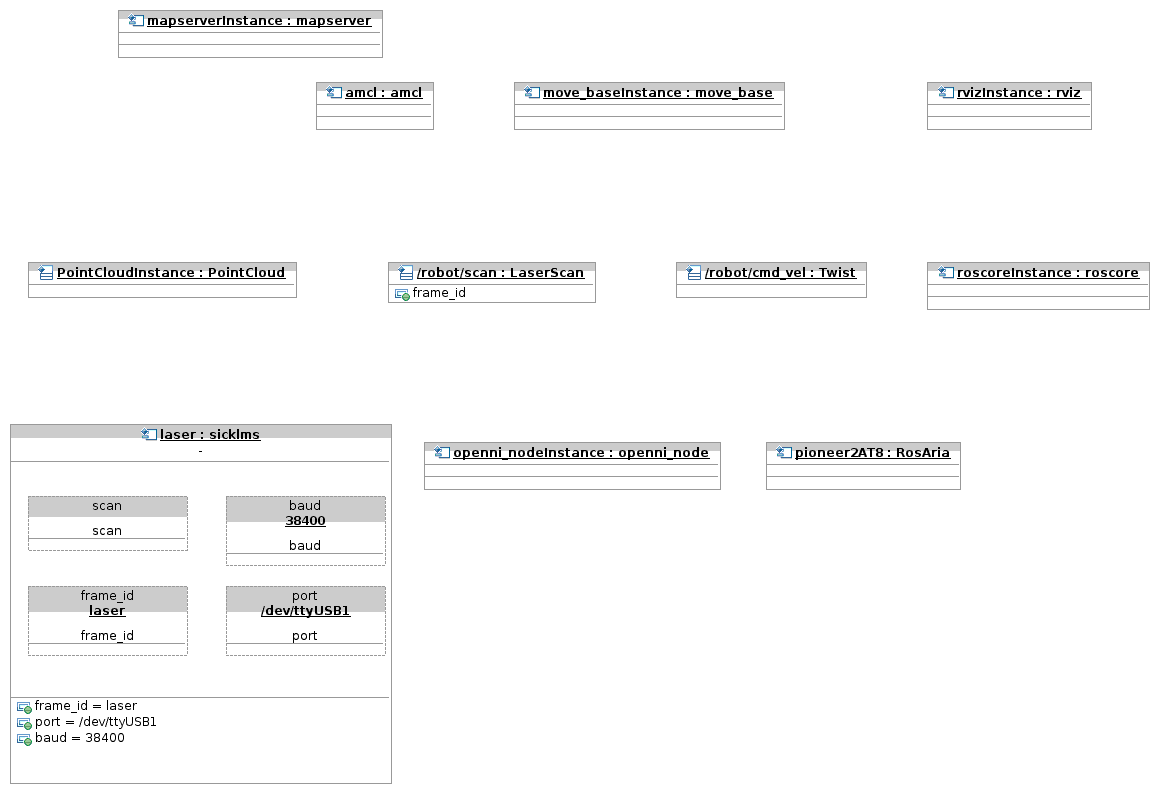 mapserverInstance : mapserver
amcl : amcl
move_baseInstance : move_base
rvizInstance : rviz
PointCloudInstance : PointCloud
/robot/scan : LaserScan
frame_id
/robot/cmd_vel : Twist
roscoreInstance : roscore
laser : sicklms
-
scan
scan
baud
38400
baud
frame_id
laser
frame_id
port
/dev/ttyUSB1
port
frame_id = laser
port = /dev/ttyUSB1
baud = 38400
openni_nodeInstance : openni_node
pioneer2AT8 : RosAria